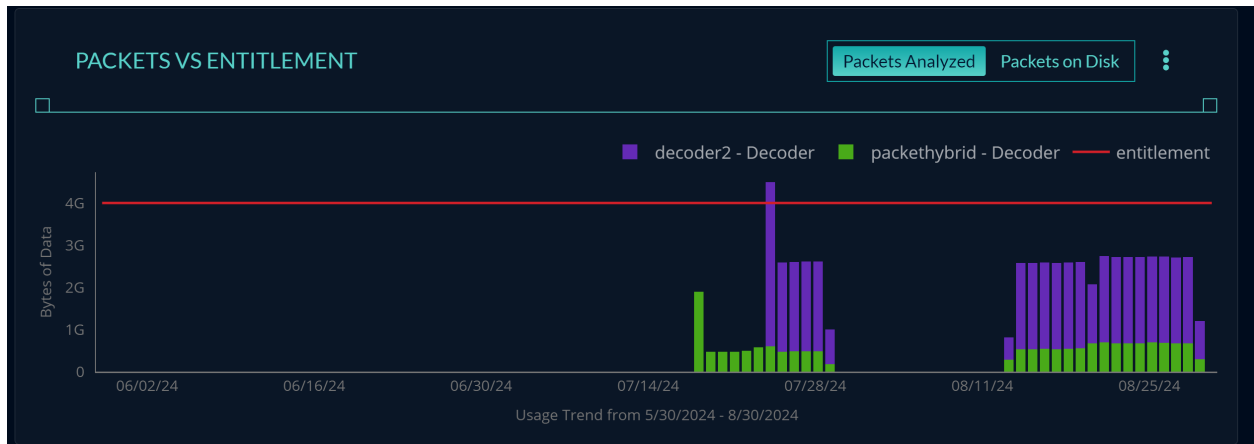 PACKETS VS ENTITLEMENT
Packets Analyzed Packets on Disk
decoder2 - Decoder packethybrid - Decoder entitlement
Bytes of Data
4G
3G
2G
1G
0
06/02/24 06/16/24 06/30/24 07/14/24 07/28/24 08/11/24 08/25/24
Usage Trend from 5/30/2024 - 8/30/2024